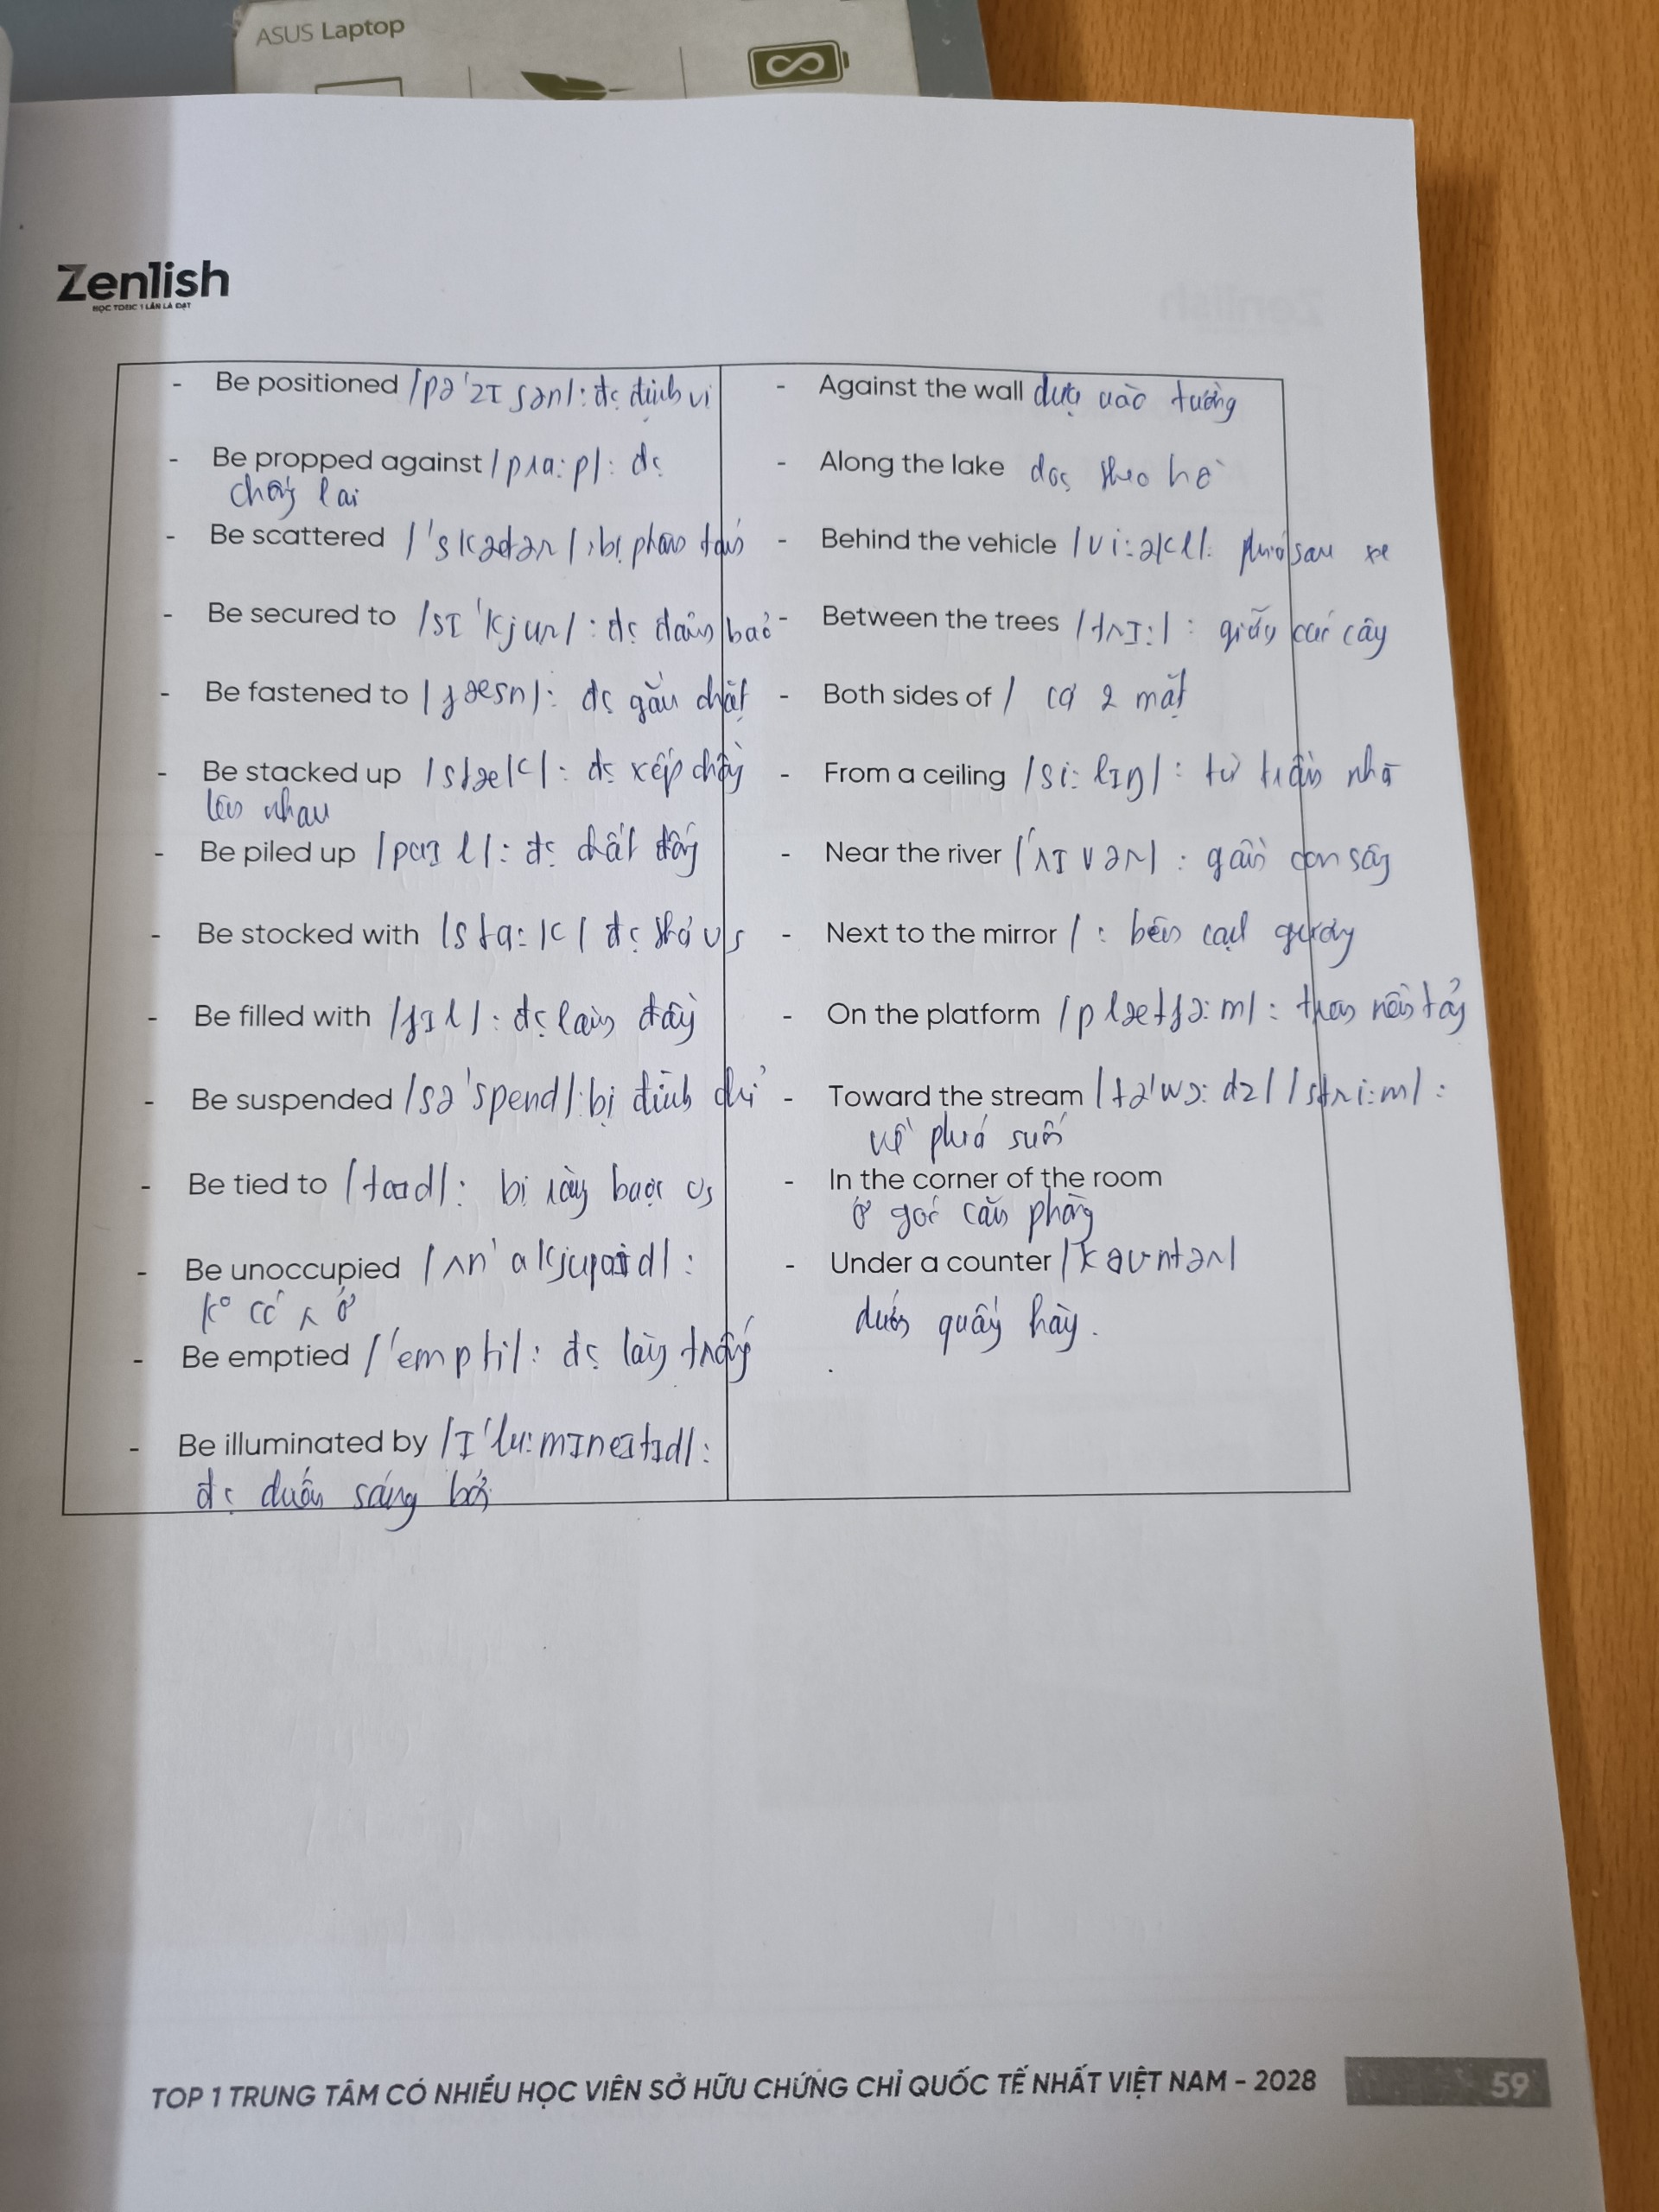 ASUS Laptop
Zenlish
HỌC TOEIC 1 LẦN LÀ ĐẠT
- Be positioned /pə'zɪʃən/: đc định vị
- Be propped against /prɑ:p/: đc
chống lại
- Be scattered /'skædər/: bị phân tán
- Be secured to /sɪ'kjʊr/: đc đảm bảo
- Be fastened to /fæsn/: đc gắn chặt
- Be stacked up /stæk/: đc xếp chồng
lên nhau
- Be piled up /paɪl/: đc chất đống
- Be stocked with /stɑ:k/ đc
- Be filled with /fɪl/: đc làm đầy
- Be suspended /sə'spend/: bị đình chỉ
- Be tied to : bị ràng buộc vs
- Be unoccupied :
k° có ở
- Be emptied /'empti/: đc làm trống
- Be illuminated by /ɪ'lu:mɪneɪtɪd/:
đc sáng bởi
- Against the wall dựa vào tường
- Along the lake dọc theo hồ
- Behind the vehicle /vi:əkl/: phía sau xe
- Between the trees /trɪ:/: giữa các cây
- Both sides of / cả 2 mặt
- From a ceiling /si:lɪŋ/: từ trần nhà
- Near the river /'rɪvər/: gần con sông
- Next to the mirror /: bên cạnh gương
- On the platform /plætfɔ:m/: trên nền tảng
- Toward the stream /tə'wɔ:dz/ /stri:m/:
về phía suối
- In the corner of the room
ở góc căn phòng
- Under a counter /kaʊntər/
dưới quầy hàng.
TOP 1 TRUNG TÂM CÓ NHIỀU HỌC VIÊN SỞ HỮU CHỨNG CHỈ QUỐC TẾ NHẤT VIỆT NAM - 2028
59